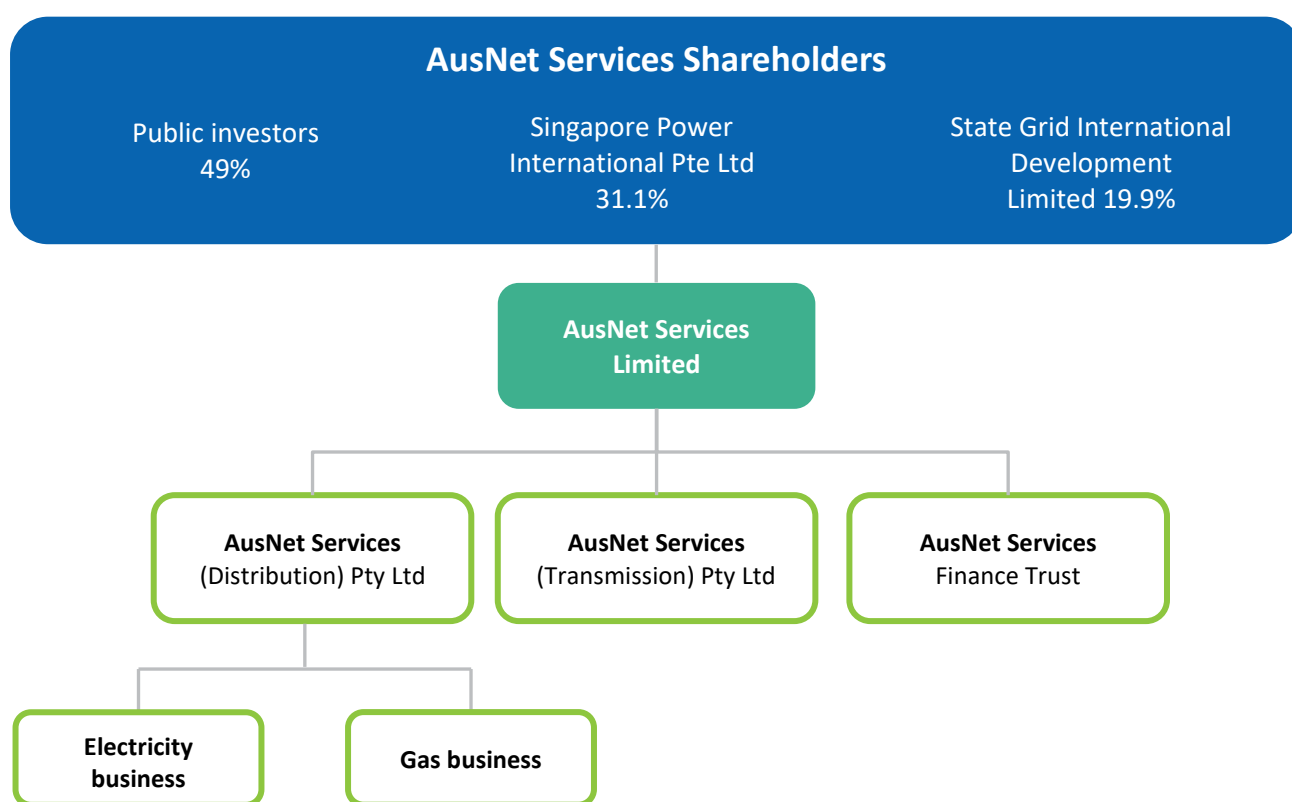 AusNet Services Shareholders
Public investors
49%
Singapore Power
International Pte Ltd
31.1%
State Grid International
Development
Limited 19.9%
AusNet Services
Limited
AusNet Services
(Distribution) Pty Ltd
AusNet Services
(Transmission) Pty Ltd
AusNet Services
Finance Trust
Electricity
business
Gas business